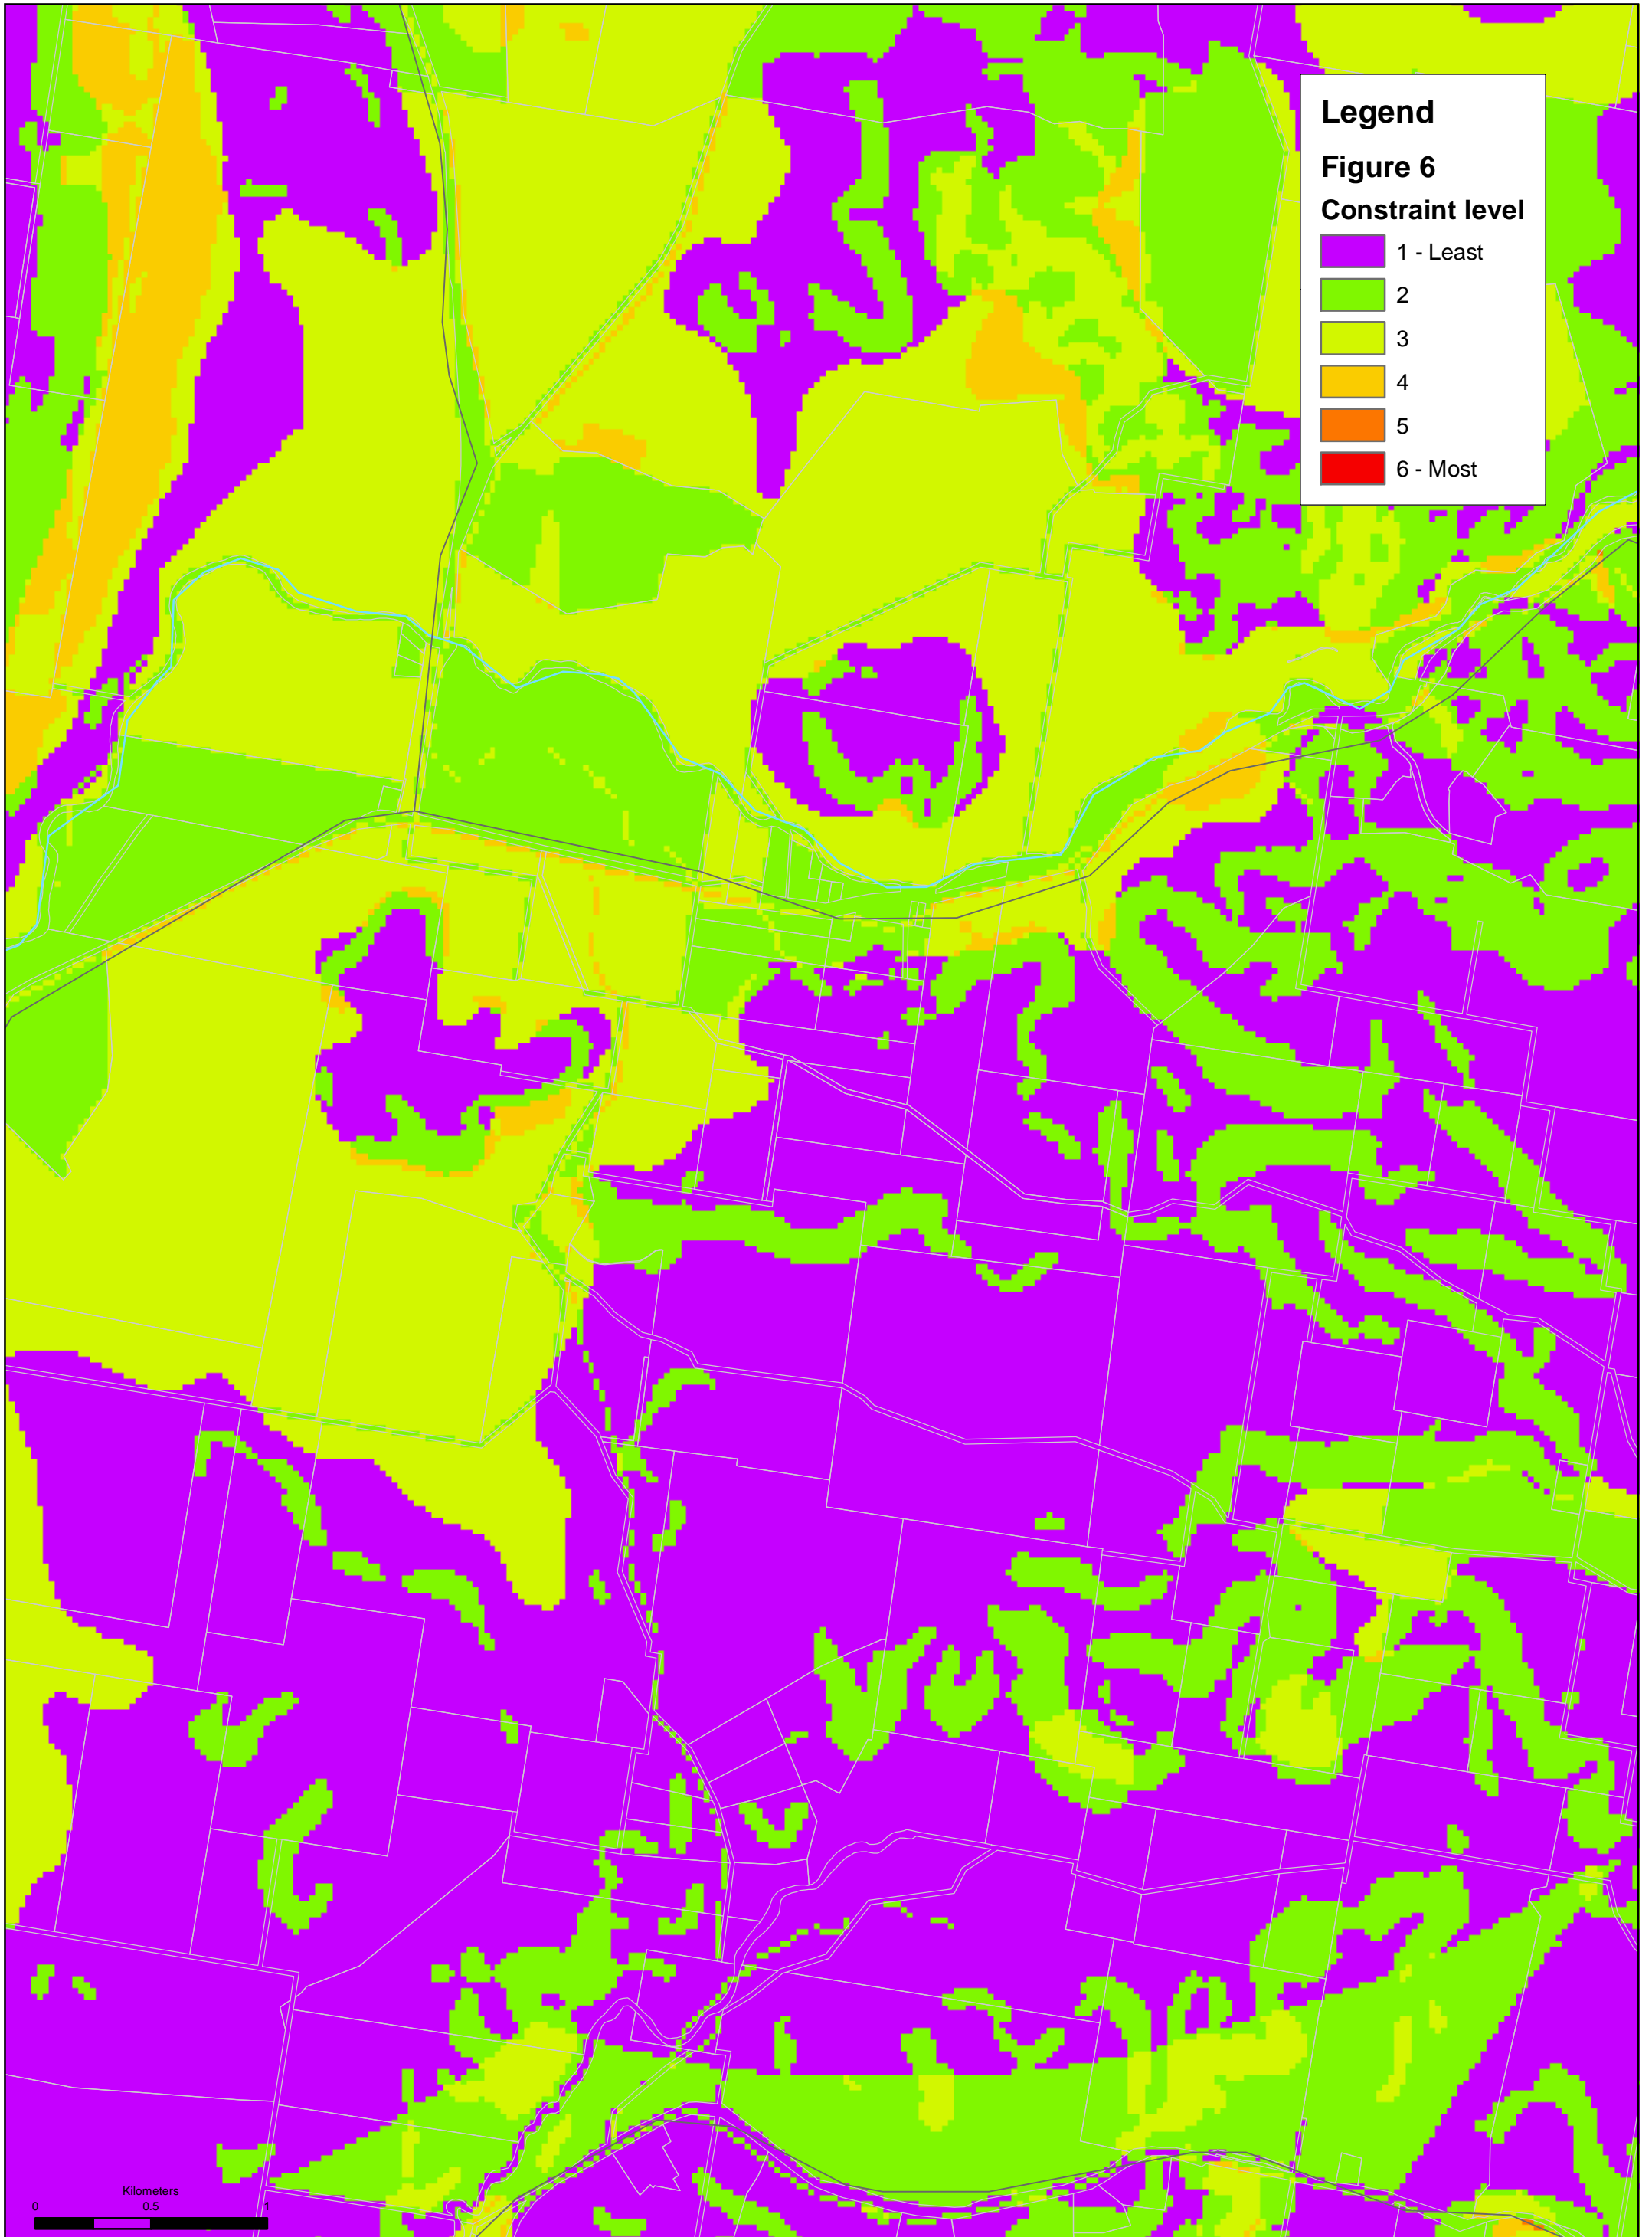 Legend
Figure 6
Constraint level
1 - Least
2
3
4
5
6 - Most
Kilometers
0 0.5 1